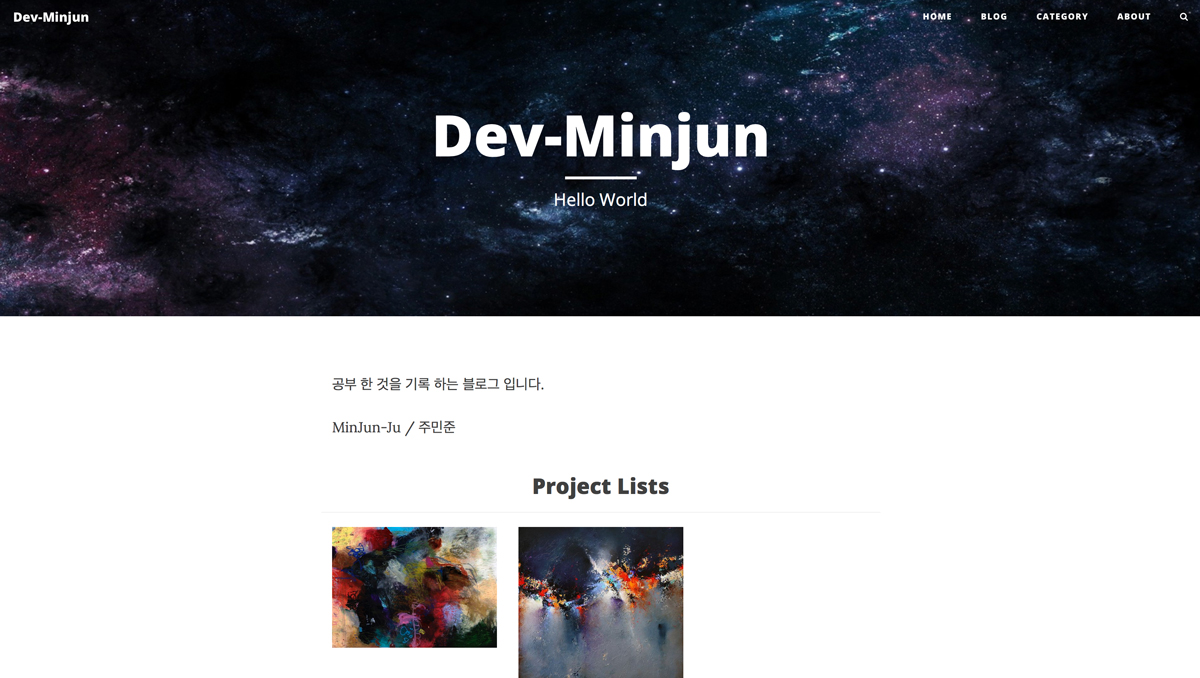 Dev-Minjun
HOME BLOG CATEGORY ABOUT
Dev-Minjun
Hello World
공부 한 것을 기록 하는 블로그 입니다.
MinJun-Ju / 주민준
Project Lists